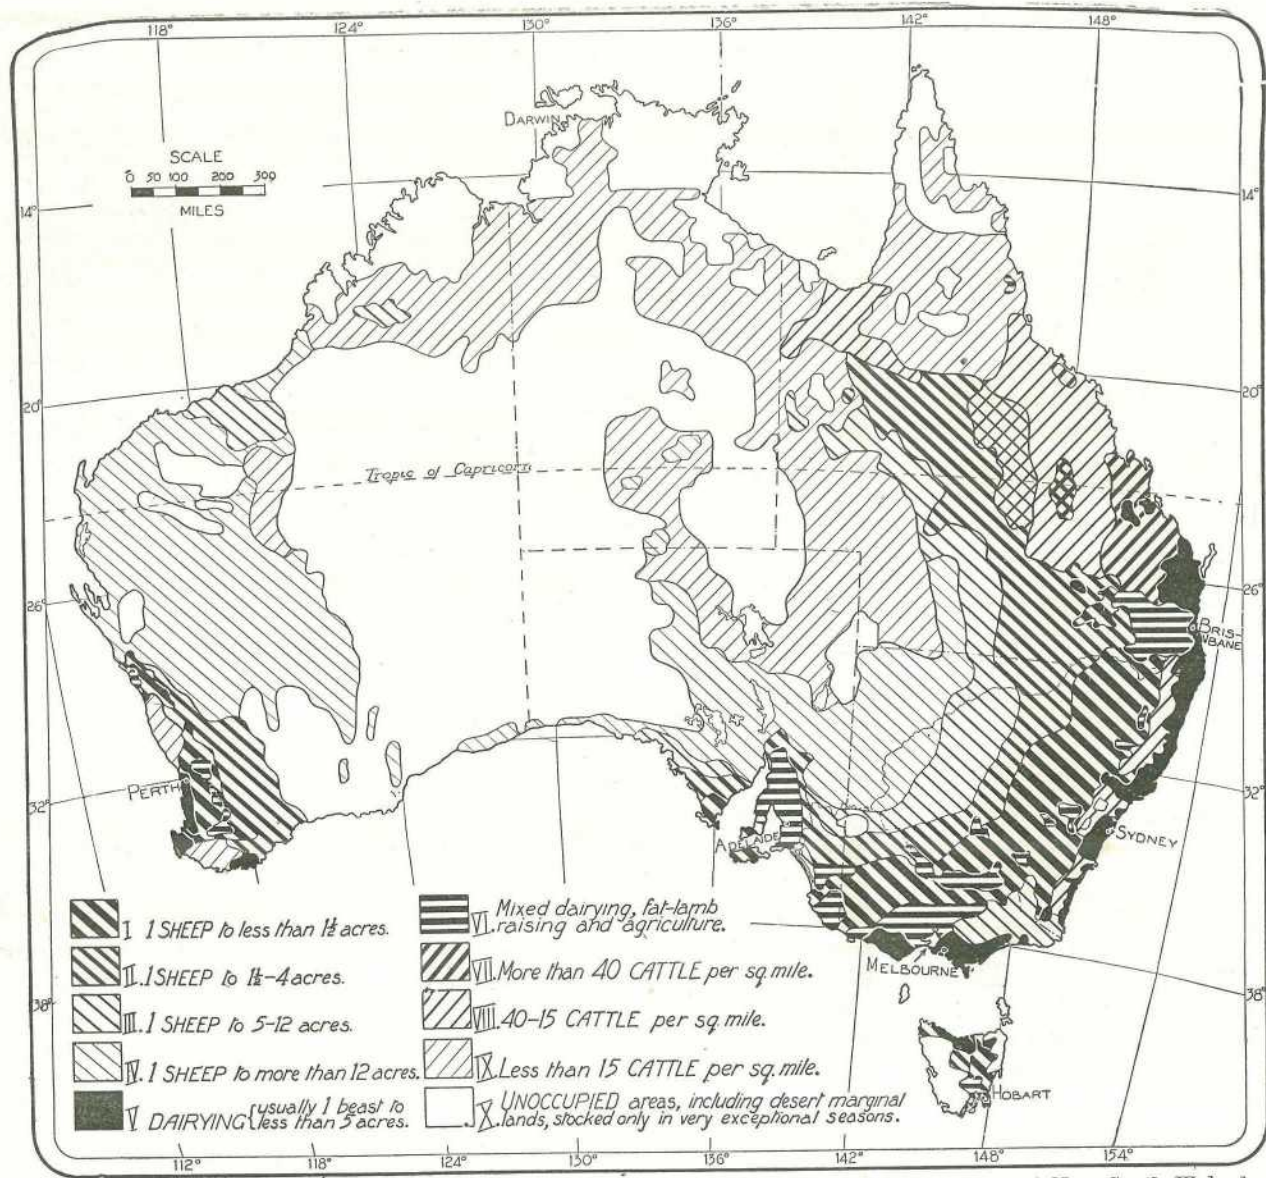 118°
124°
130°
136°
142°
148°
SCALE
0 50 100 200 300
MILES
DARWIN
14°
14°
20°
20°
Tropic of Capricorn
26°
26°
BRIS-
BANE
PERTH
32°
32°
ADELAIDE
SYDNEY
MELBOURNE
38°
38°
HOBART
I 1 SHEEP to less than 1½ acres.
II. 1 SHEEP to 1½-4 acres.
III. 1 SHEEP to 5-12 acres.
IV. 1 SHEEP to more than 12 acres.
V DAIRYING {usually 1 beast to
less than 5 acres.
VI. Mixed dairying, fat-lamb
raising and agriculture.
VII. More than 40 CATTLE per sq. mile.
VIII. 40-15 CATTLE per sq. mile.
IX. Less than 15 CATTLE per sq. mile.
X. UNOCCUPIED areas, including desert marginal
lands, stocked only in very exceptional seasons.
112°
118°
124°
130°
136°
142°
148°
154°